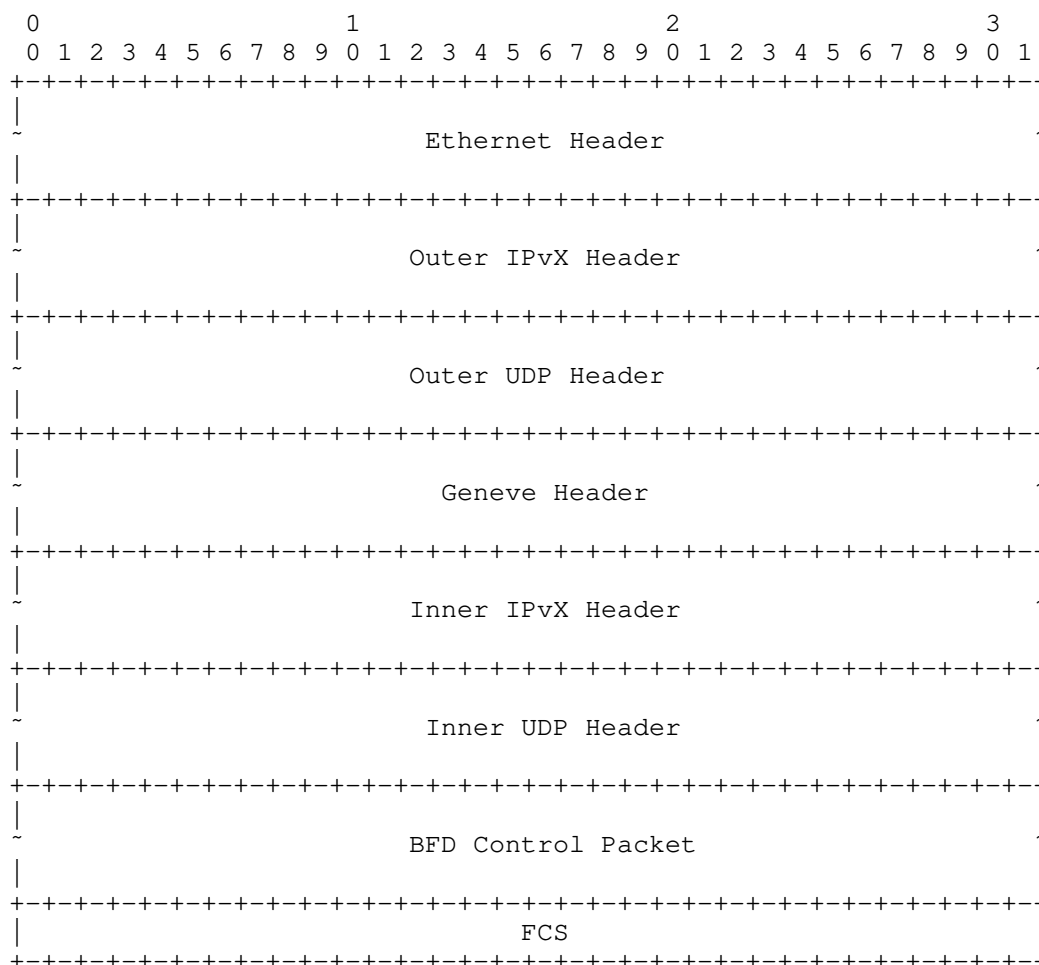 0                   1                   2                   3
 0 1 2 3 4 5 6 7 8 9 0 1 2 3 4 5 6 7 8 9 0 1 2 3 4 5 6 7 8 9 0 1
+-+-+-+-+-+-+-+-+-+-+-+-+-+-+-+-+-+-+-+-+-+-+-+-+-+-+-+-+-+-+-+-
|
~                         Ethernet Header                       ~
|
+-+-+-+-+-+-+-+-+-+-+-+-+-+-+-+-+-+-+-+-+-+-+-+-+-+-+-+-+-+-+-+-
|
~                        Outer IPvX Header                      ~
|
+-+-+-+-+-+-+-+-+-+-+-+-+-+-+-+-+-+-+-+-+-+-+-+-+-+-+-+-+-+-+-+-
|
~                        Outer UDP Header                       ~
|
+-+-+-+-+-+-+-+-+-+-+-+-+-+-+-+-+-+-+-+-+-+-+-+-+-+-+-+-+-+-+-+-
|
~                          Geneve Header                        ~
|
+-+-+-+-+-+-+-+-+-+-+-+-+-+-+-+-+-+-+-+-+-+-+-+-+-+-+-+-+-+-+-+-
|
~                        Inner IPvX Header                      ~
|
+-+-+-+-+-+-+-+-+-+-+-+-+-+-+-+-+-+-+-+-+-+-+-+-+-+-+-+-+-+-+-+-
|
~                         Inner UDP Header                      ~
|
+-+-+-+-+-+-+-+-+-+-+-+-+-+-+-+-+-+-+-+-+-+-+-+-+-+-+-+-+-+-+-+-
|
~                        BFD Control Packet                     ~
|
+-+-+-+-+-+-+-+-+-+-+-+-+-+-+-+-+-+-+-+-+-+-+-+-+-+-+-+-+-+-+-+-
|                               FCS
+-+-+-+-+-+-+-+-+-+-+-+-+-+-+-+-+-+-+-+-+-+-+-+-+-+-+-+-+-+-+-+-